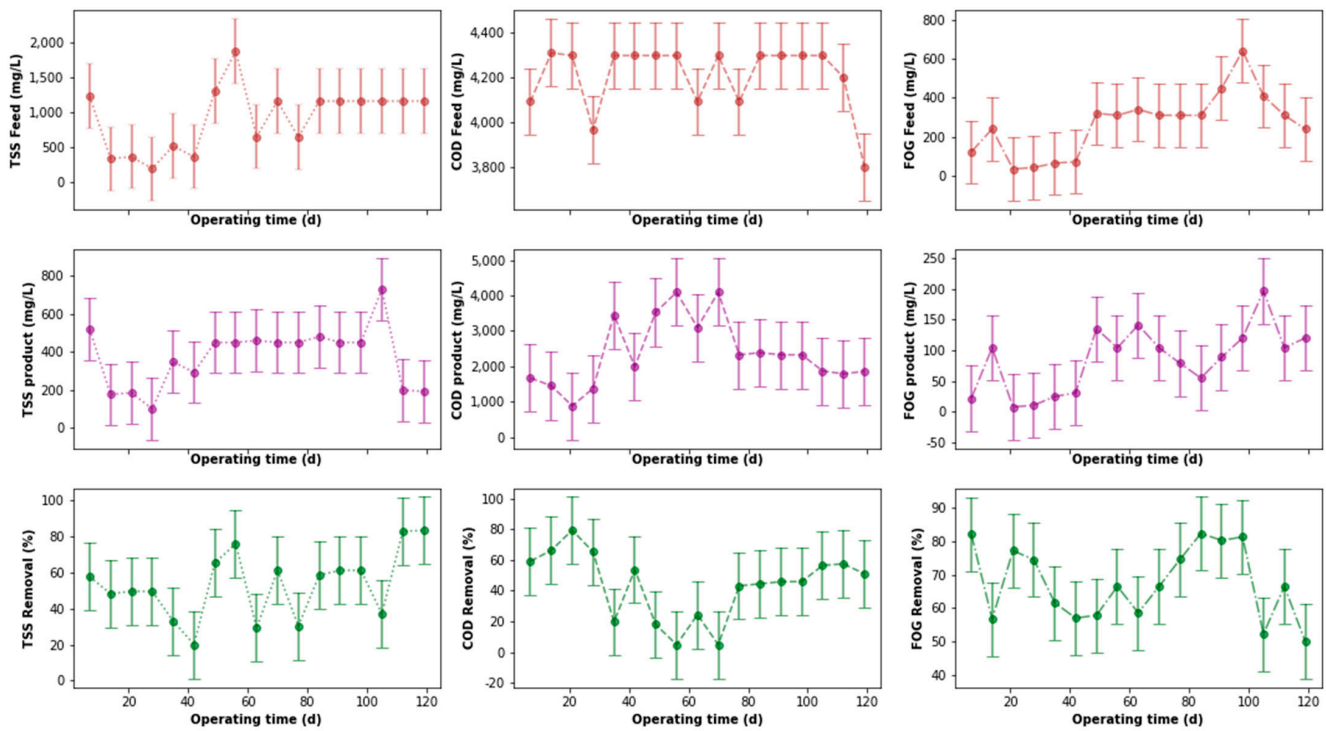 TSS Feed (mg/L)
2,000
1,500
1,000
500
0
Operating time (d)
COD Feed (mg/L)
4,400
4,200
4,000
3,800
Operating time (d)
FOG Feed (mg/L)
800
600
400
200
0
Operating time (d)
TSS product (mg/L)
800
600
400
200
0
Operating time (d)
COD product (mg/L)
5,000
4,000
3,000
2,000
1,000
0
Operating time (d)
FOG product (mg/L)
250
200
150
100
50
0
-50
Operating time (d)
TSS Removal (%)
100
80
60
40
20
0
20 40 60 80 100 120
Operating time (d)
COD Removal (%)
100
80
60
40
20
0
-20
20 40 60 80 100 120
Operating time (d)
FOG Removal (%)
90
80
70
60
50
40
20 40 60 80 100 120
Operating time (d)